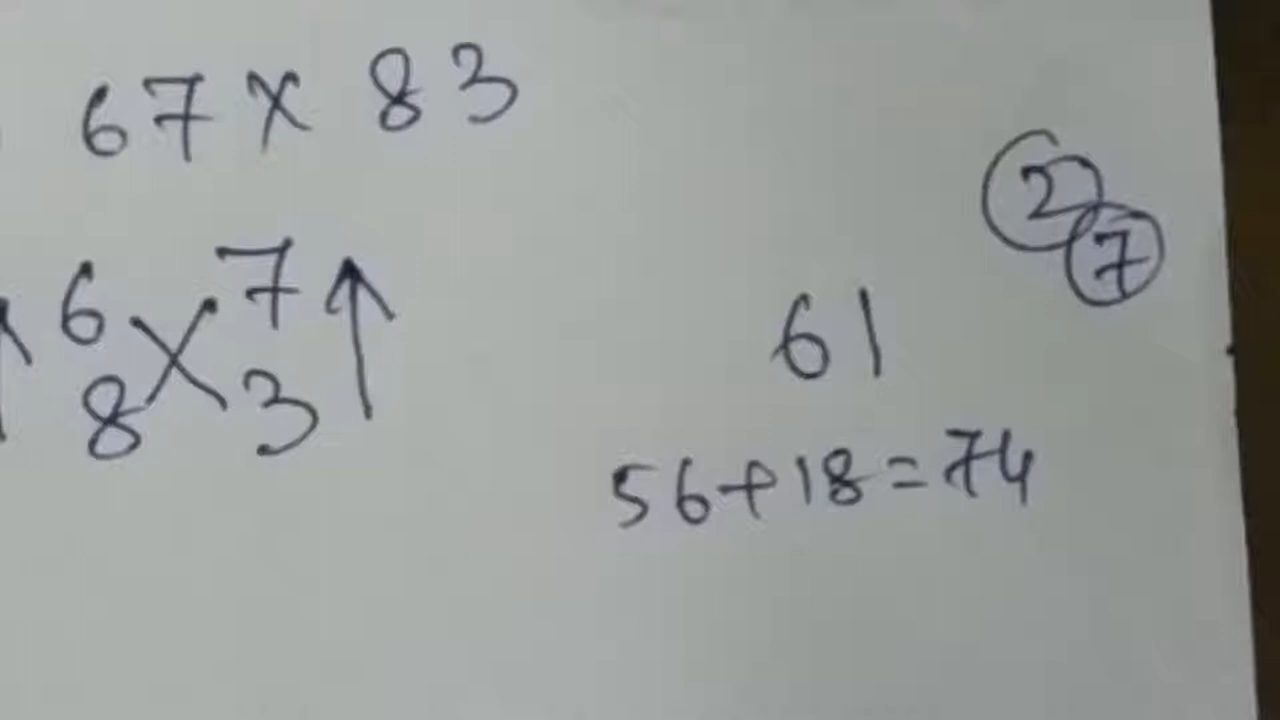 67 × 83
2
7
6 7 ↑
8 × 3
61
56+18=74